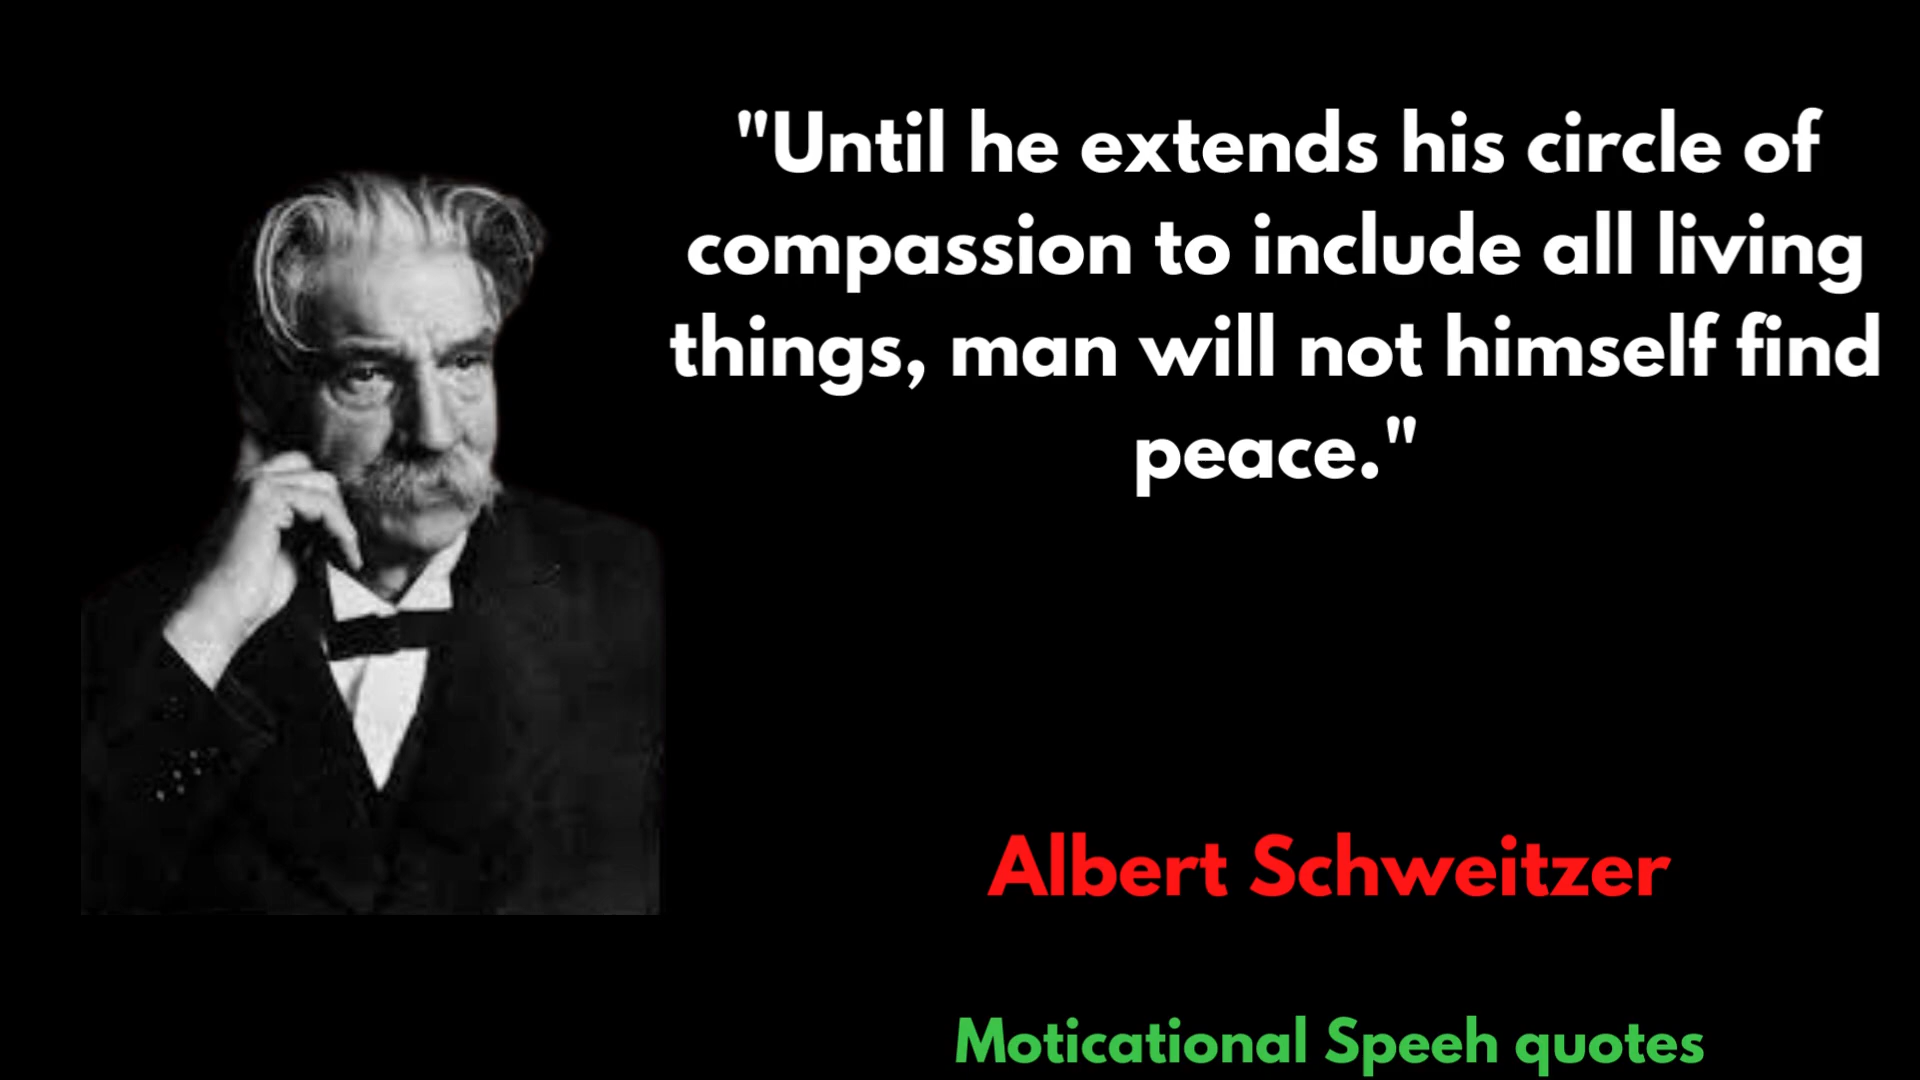 "Until he extends his circle of
compassion to include all living
things, man will not himself find
peace."
Albert Schweitzer
Moticational Speeh quotes